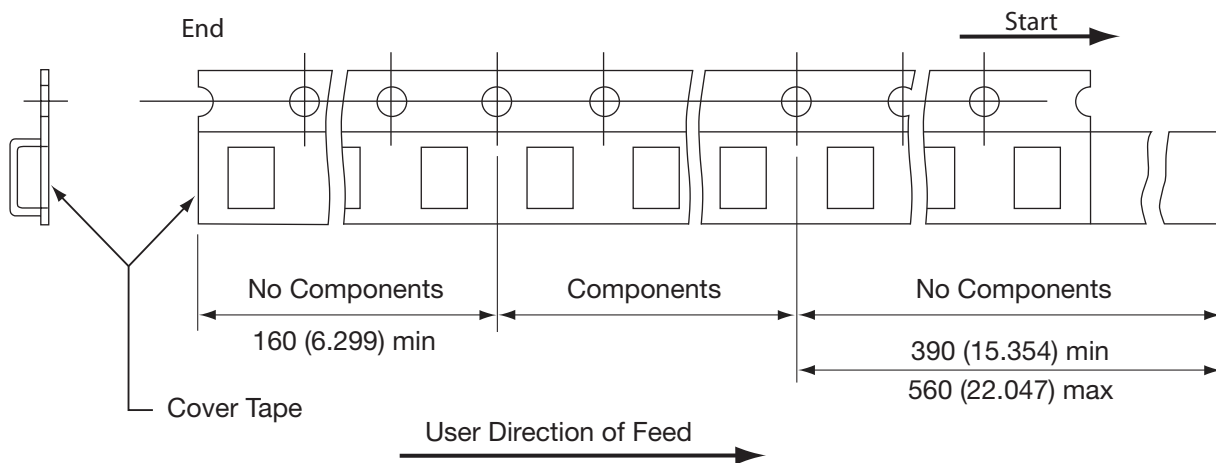 End
Start
No Components
Components
No Components
160 (6.299) min
390 (15.354) min
560 (22.047) max
Cover Tape
User Direction of Feed